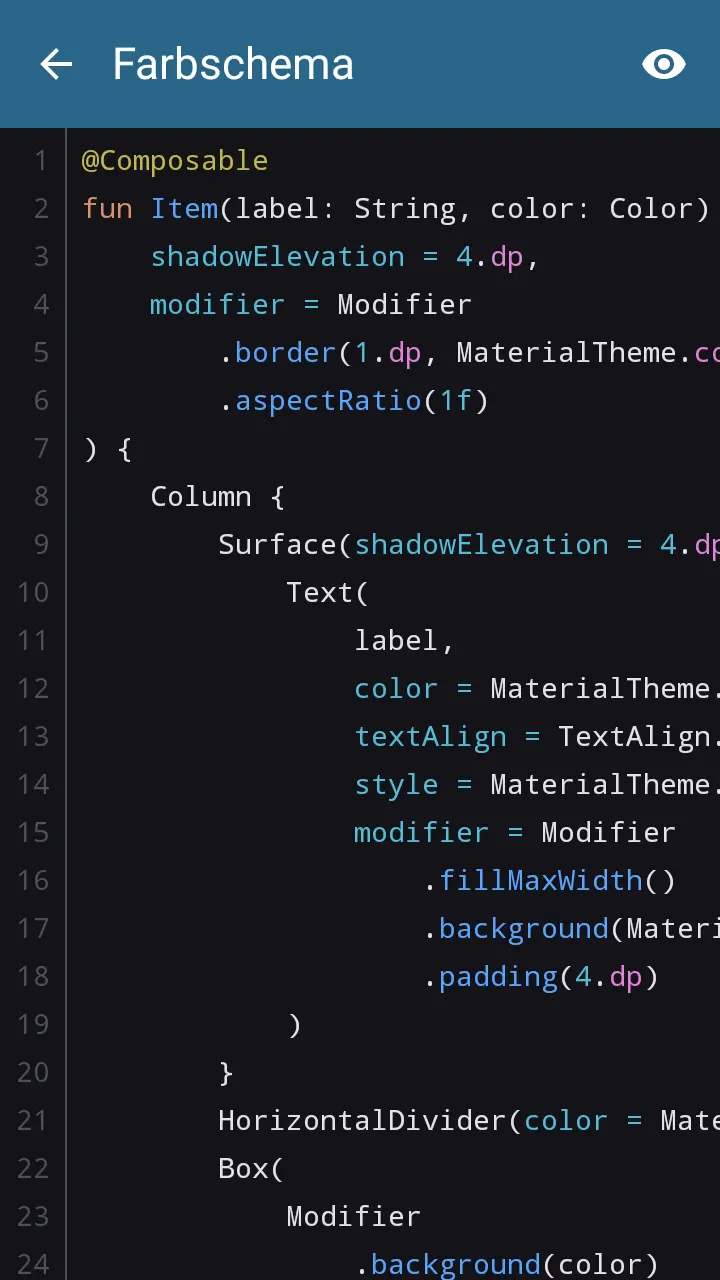 Farbschema
1 @Composable
2 fun Item(label: String, color: Color)
3     shadowElevation = 4.dp,
4     modifier = Modifier
5         .border(1.dp, MaterialTheme.co
6         .aspectRatio(1f)
7 ) {
8     Column {
9         Surface(shadowElevation = 4.dp
10             Text(
11                 label,
12                 color = MaterialTheme.
13                 textAlign = TextAlign.
14                 style = MaterialTheme.
15                 modifier = Modifier
16                     .fillMaxWidth()
17                     .background(Materi
18                     .padding(4.dp)
19             )
20         }
21         HorizontalDivider(color = Mate
22         Box(
23             Modifier
24                 .background(color)